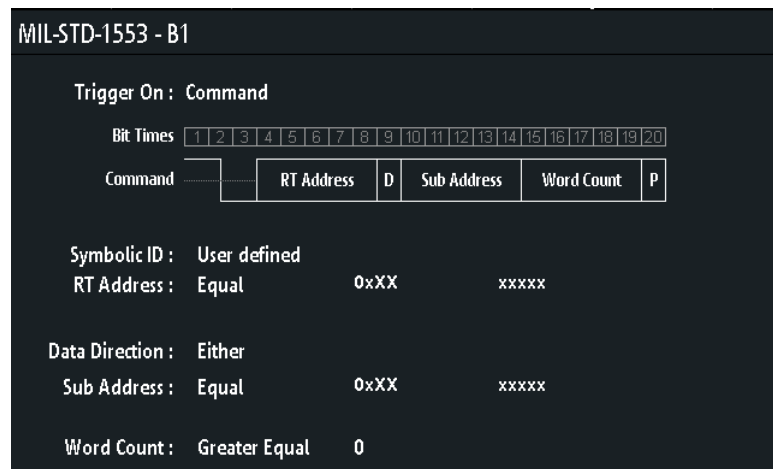 MIL-STD-1553 - B1
Trigger On : Command
Bit Times 1 2 3 4 5 6 7 8 9 10 11 12 13 14 15 16 17 18 19 20
Command RT Address D Sub Address Word Count P
Symbolic ID : User defined
RT Address : Equal 0xXX xxxxx
Data Direction : Either
Sub Address : Equal 0xXX xxxxx
Word Count : Greater Equal 0